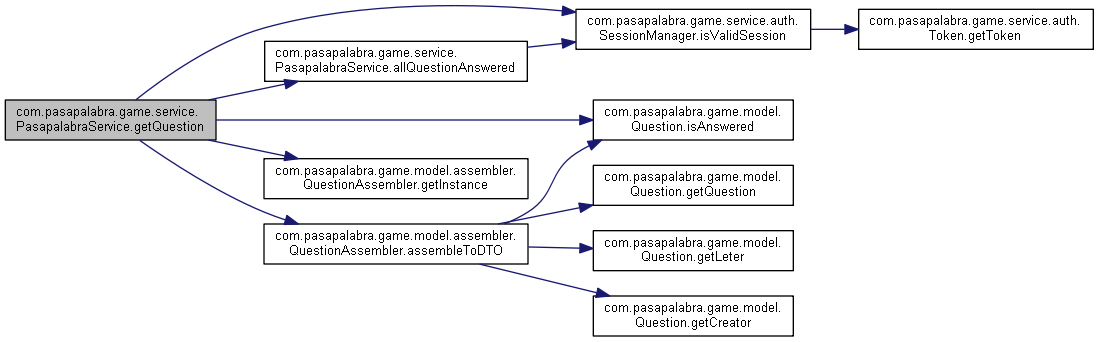 com.pasapalabra.game.service.auth.
SessionManager.isValidSession
com.pasapalabra.game.service.auth.
Token.getToken
com.pasapalabra.game.service.
PasapalabraService.allQuestionAnswered
com.pasapalabra.game.service.
PasapalabraService.getQuestion
com.pasapalabra.game.model.
Question.isAnswered
com.pasapalabra.game.model.assembler.
QuestionAssembler.getInstance
com.pasapalabra.game.model.
Question.getQuestion
com.pasapalabra.game.model.assembler.
QuestionAssembler.assembleToDTO
com.pasapalabra.game.model.
Question.getLeter
com.pasapalabra.game.model.
Question.getCreator